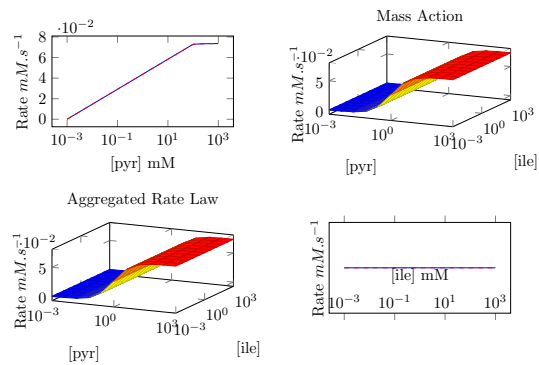 ·10⁻²
8
6
4
2
0
Rate mM.s⁻¹
10⁻³ 10⁻¹ 10¹ 10³
[pyr] mM
Mass Action
·10⁻²
5
0
Rate mM.s⁻¹
10⁻³ 10⁰ 10³
[pyr]
10⁻³ 10⁰ 10³
[ile]
Aggregated Rate Law
·10⁻²
5
0
Rate mM.s⁻¹
10⁻³ 10⁰ 10³
[pyr]
10⁻³ 10⁰ 10³
[ile]
Rate mM.s⁻¹
[ile] mM
10⁻³ 10⁻¹ 10¹ 10³